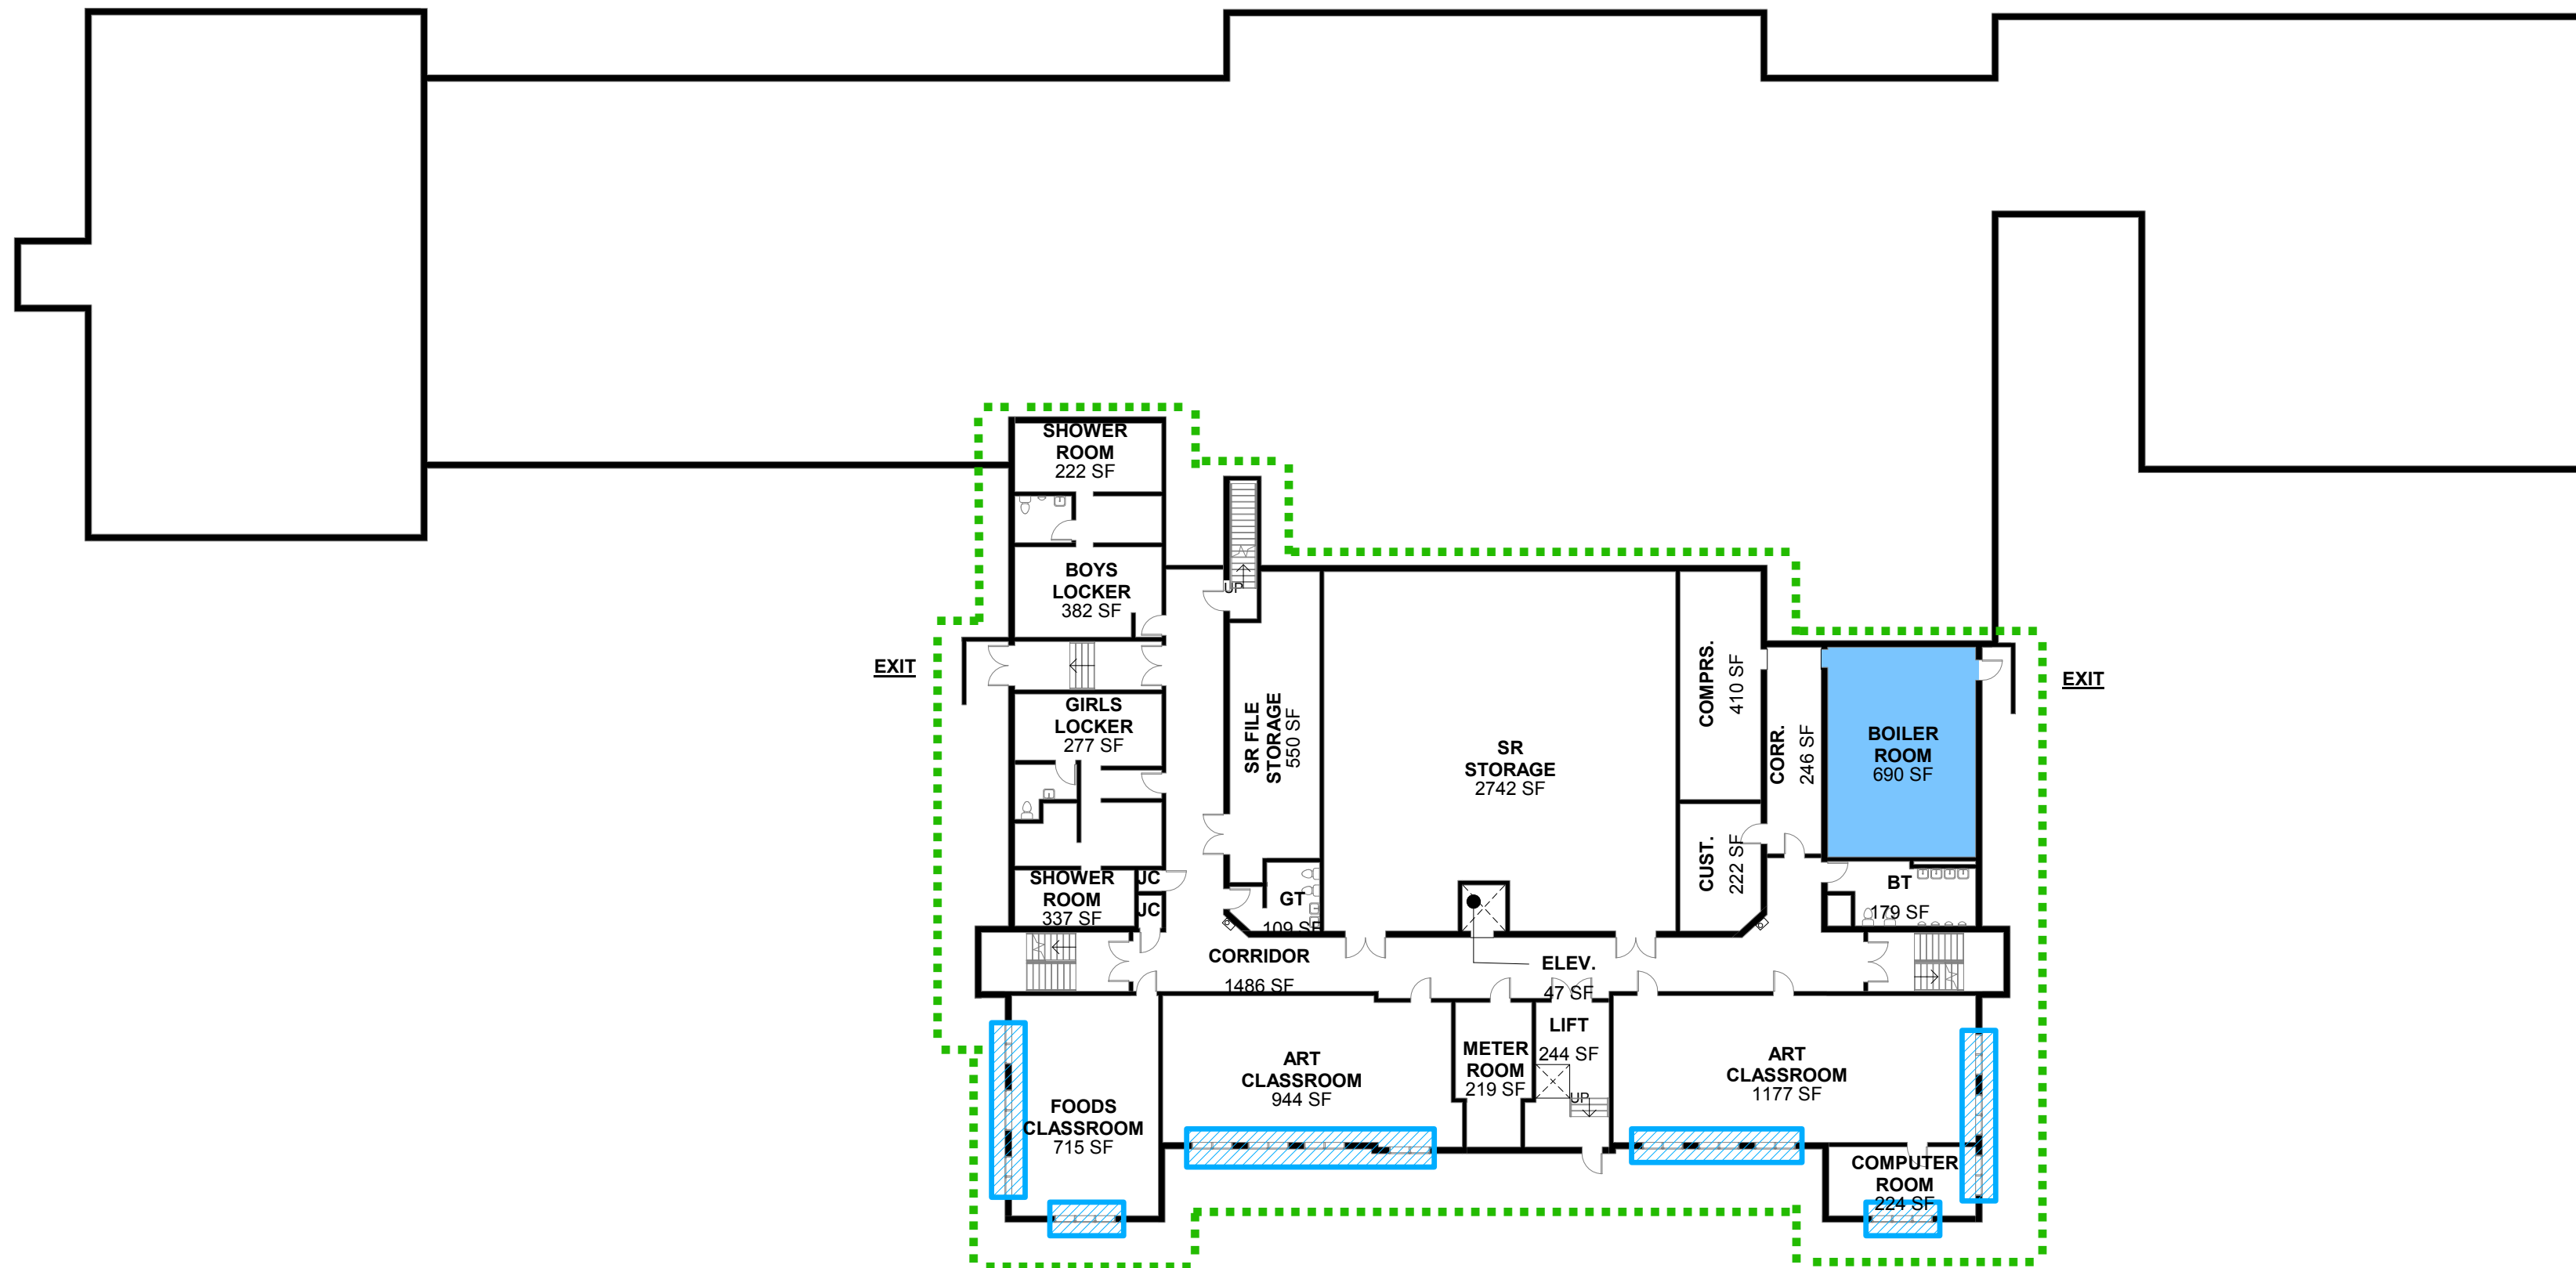 SHOWER
ROOM
222 SF
BOYS
LOCKER
382 SF
UP
EXIT
GIRLS
LOCKER
277 SF
SR FILE
STORAGE
550 SF
SR
STORAGE
2742 SF
COMPRS.
410 SF
CORR.
246 SF
BOILER
ROOM
690 SF
EXIT
SHOWER
ROOM
337 SF
JC
JC
GT
109 SF
CUST.
222 SF
BT
179 SF
CORRIDOR
1486 SF
ELEV.
47 SF
FOODS
CLASSROOM
715 SF
ART
CLASSROOM
944 SF
METER
ROOM
219 SF
LIFT
244 SF
UP
ART
CLASSROOM
1177 SF
COMPUTER
ROOM
224 SF